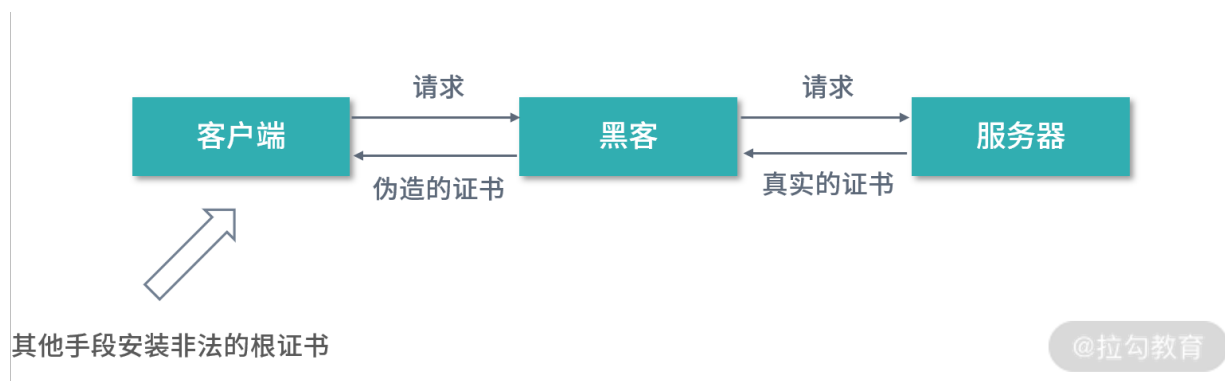 请求
请求
客户端
黑客
服务器
伪造的证书
真实的证书
其他手段安装非法的根证书
@拉勾教育